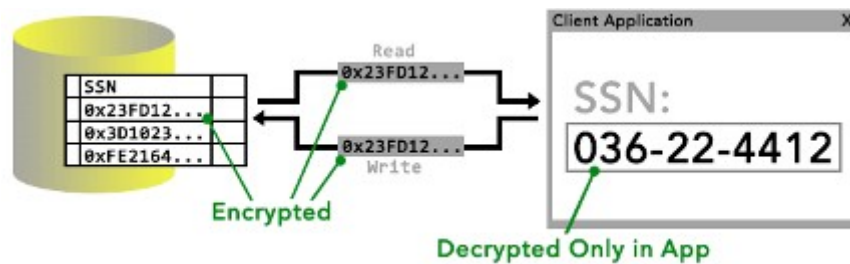 Client Application X
Read
0x23FD12...
SSN
0x23FD12...
0x3D1023...
0xFE2164...
0x23FD12...
Write
SSN:
036-22-4412
Encrypted
Decrypted Only in App